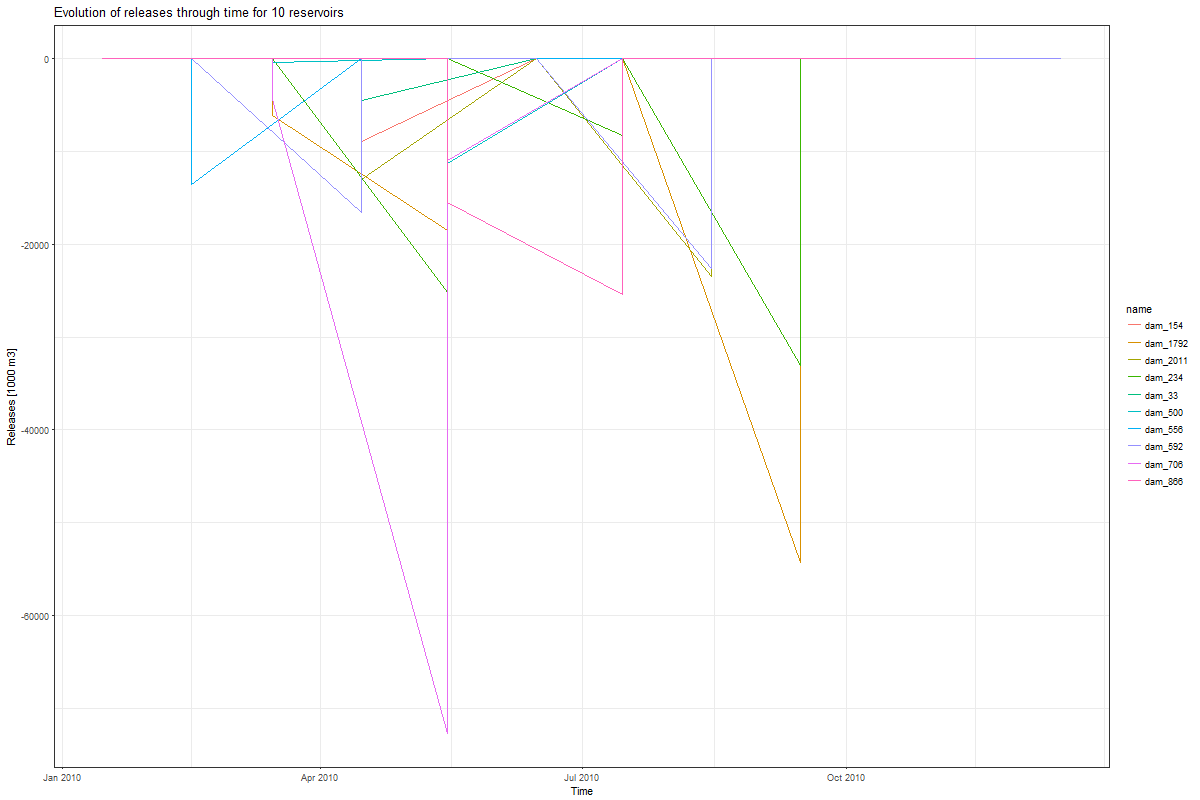 Evolution of releases through time for 10 reservoirs
0
-20000
-40000
-60000
Releases [1000 m3]
Jan 2010
Apr 2010
Jul 2010
Oct 2010
Time
name
dam_154
dam_1792
dam_2011
dam_234
dam_33
dam_500
dam_556
dam_592
dam_706
dam_866